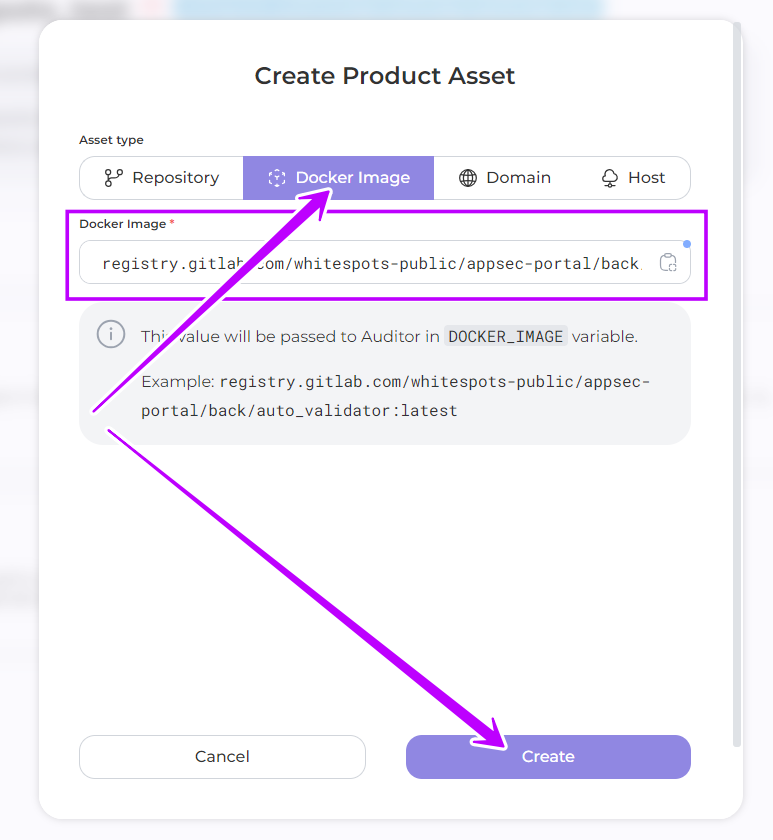 Create Product Asset
Asset type
Repository Docker Image Domain Host
Docker Image *
registry.gitlab.com/whitespots-public/appsec-portal/back
This value will be passed to Auditor in DOCKER_IMAGE variable.
Example: registry.gitlab.com/whitespots-public/appsec-
portal/back/auto_validator:latest
Cancel Create